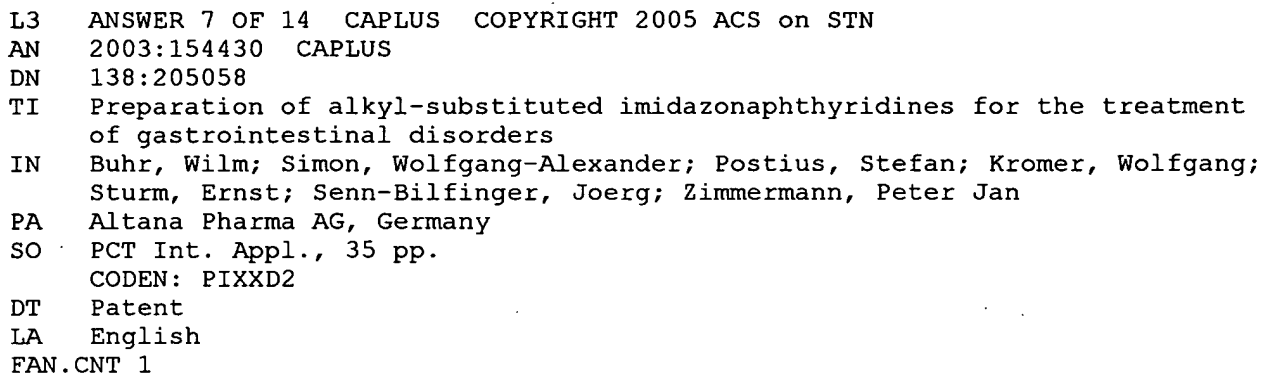 L3 ANSWER 7 OF 14 CAPLUS COPYRIGHT 2005 ACS on STN
AN 2003:154430 CAPLUS
DN 138:205058
TI Preparation of alkyl-substituted imidazonaphthyridines for the treatment
of gastrointestinal disorders
IN Buhr, Wilm; Simon, Wolfgang-Alexander; Postius, Stefan; Kromer, Wolfgang;
Sturm, Ernst; Senn-Bilfinger, Joerg; Zimmermann, Peter Jan
PA Altana Pharma AG, Germany
SO PCT Int. Appl., 35 pp.
CODEN: PIXXD2
DT Patent
LA English
FAN.CNT 1